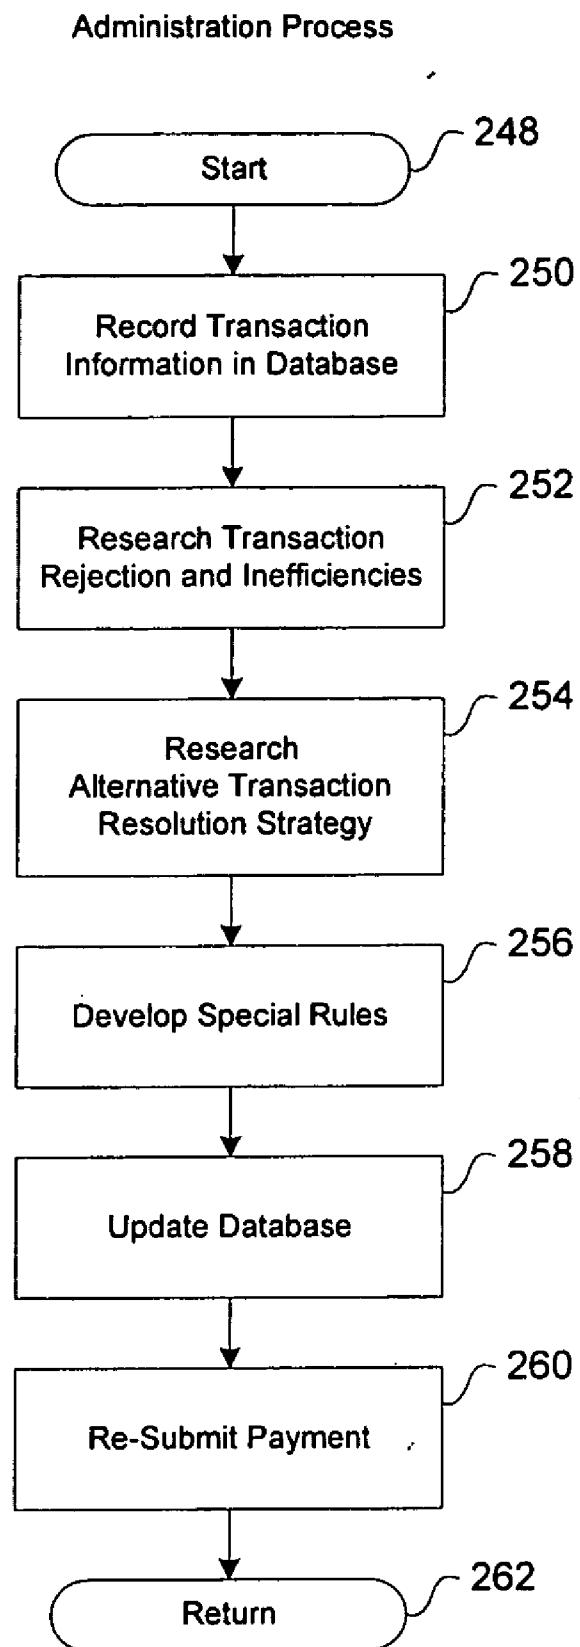 Administration Process
248
Start
250
Record Transaction
Information in Database
252
Research Transaction
Rejection and Inefficiencies
254
Research
Alternative Transaction
Resolution Strategy
256
Develop Special Rules
258
Update Database
260
Re-Submit Payment
262
Return